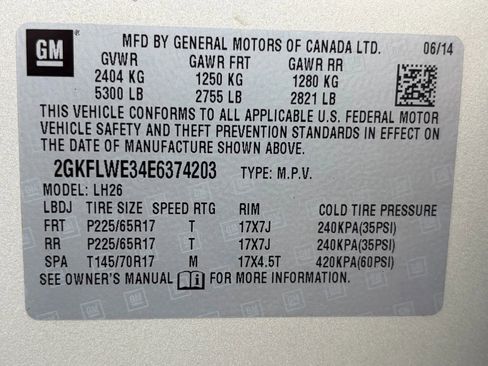 GM
MFD BY GENERAL MOTORS OF CANADA LTD. 06/14
GVWR GAWR FRT GAWR RR
2404 KG 1250 KG 1280 KG
5300 LB 2755 LB 2821 LB
THIS VEHICLE CONFORMS TO ALL APPLICABLE U.S. FEDERAL MOTOR
VEHICLE SAFETY AND THEFT PREVENTION STANDARDS IN EFFECT ON
THE DATE OF MANUFACTURE SHOWN ABOVE.
2GKFLWE34E6374203 TYPE: M.P.V.
MODEL: LH26
LBDJ TIRE SIZE SPEED RTG RIM COLD TIRE PRESSURE
FRT P225/65R17 T 17X7J 240KPA(35PSI)
RR P225/65R17 T 17X7J 240KPA(35PSI)
SPA T145/70R17 M 17X4.5T 420KPA(60PSI)
SEE OWNER'S MANUAL FOR MORE INFORMATION.